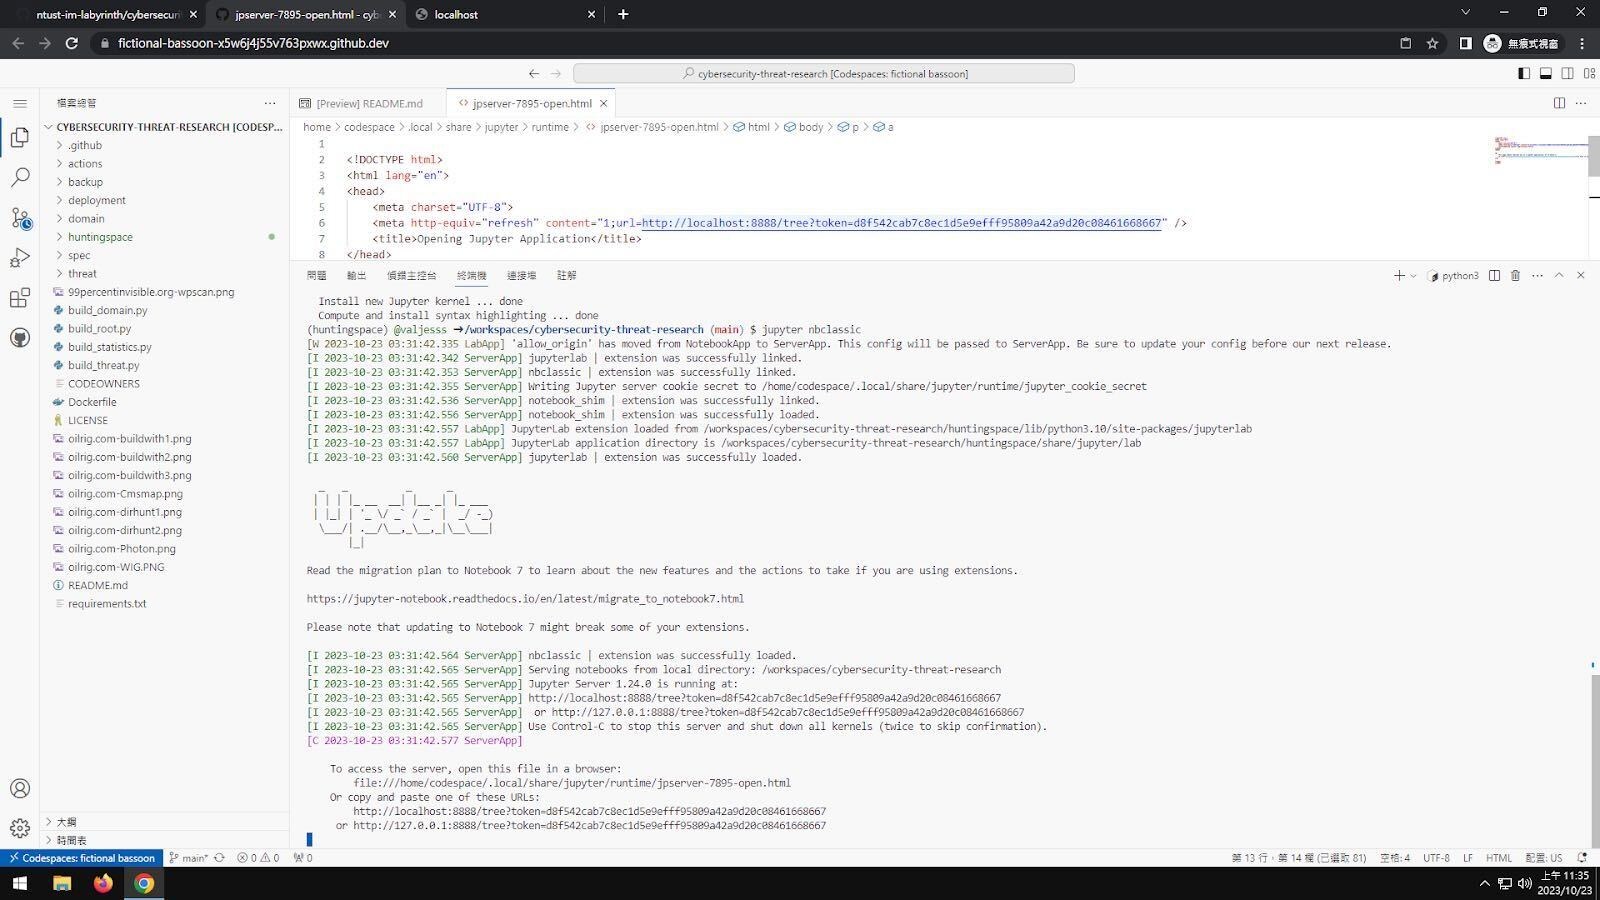 ntust-im-labyrinth/cybersecuri
jpserver-7895-open.html - cyb
localhost
fictional-bassoon-x5w6j4j55v763pxwx.github.dev
無痕式視窗
cybersecurity-threat-research [Codespaces: fictional bassoon]
檔案總管
[Preview] README.md
jpserver-7895-open.html
CYBERSECURITY-THREAT-RESEARCH [CODESP...
home > codespace > .local > share > jupyter > runtime > jpserver-7895-open.html > html > body > p > a
.github
actions
backup
deployment
domain
huntingspace
spec
threat
99percentinvisible.org-wpscan.png
build_domain.py
build_root.py
build_statistics.py
build_threat.py
CODEOWNERS
Dockerfile
LICENSE
oilrig.com-buildwith1.png
oilrig.com-buildwith2.png
oilrig.com-buildwith3.png
oilrig.com-Cmsmap.png
oilrig.com-dirhunt1.png
oilrig.com-dirhunt2.png
oilrig.com-Photon.png
oilrig.com-WIG.PNG
README.md
requirements.txt
大綱
時間表
1
2 <!DOCTYPE html>
3 <html lang="en">
4 <head>
5 <meta charset="UTF-8">
6 <meta http-equiv="refresh" content="1;url=http://localhost:8888/tree?token=d8f542cab7c8ec1d5e9efff95809a42a9d20c08461668667" />
7 <title>Opening Jupyter Application</title>
8 </head>
問題 輸出 偵錯主控台 終端機 連接埠 註解
python3
Install new Jupyter kernel ... done
Compute and install syntax highlighting ... done
(huntingspace) @valjesss ➜/workspaces/cybersecurity-threat-research (main) $ jupyter nbclassic
[W 2023-10-23 03:31:42.335 LabApp] 'allow_origin' has moved from NotebookApp to ServerApp. This config will be passed to ServerApp. Be sure to update your config before our next release.
[I 2023-10-23 03:31:42.342 ServerApp] jupyterlab | extension was successfully linked.
[I 2023-10-23 03:31:42.353 ServerApp] nbclassic | extension was successfully linked.
[I 2023-10-23 03:31:42.355 ServerApp] Writing Jupyter server cookie secret to /home/codespace/.local/share/jupyter/runtime/jupyter_cookie_secret
[I 2023-10-23 03:31:42.536 ServerApp] notebook_shim | extension was successfully linked.
[I 2023-10-23 03:31:42.556 ServerApp] notebook_shim | extension was successfully loaded.
[I 2023-10-23 03:31:42.557 LabApp] JupyterLab extension loaded from /workspaces/cybersecurity-threat-research/huntingspace/lib/python3.10/site-packages/jupyterlab
[I 2023-10-23 03:31:42.557 LabApp] JupyterLab application directory is /workspaces/cybersecurity-threat-research/huntingspace/share/jupyter/lab
[I 2023-10-23 03:31:42.560 ServerApp] jupyterlab | extension was successfully loaded.
Update
Read the migration plan to Notebook 7 to learn about the new features and the actions to take if you are using extensions.
https://jupyter-notebook.readthedocs.io/en/latest/migrate_to_notebook7.html
Please note that updating to Notebook 7 might break some of your extensions.
[I 2023-10-23 03:31:42.564 ServerApp] nbclassic | extension was successfully loaded.
[I 2023-10-23 03:31:42.565 ServerApp] Serving notebooks from local directory: /workspaces/cybersecurity-threat-research
[I 2023-10-23 03:31:42.565 ServerApp] Jupyter Server 1.24.0 is running at:
[I 2023-10-23 03:31:42.565 ServerApp] http://localhost:8888/tree?token=d8f542cab7c8ec1d5e9efff95809a42a9d20c08461668667
[I 2023-10-23 03:31:42.565 ServerApp]  or http://127.0.0.1:8888/tree?token=d8f542cab7c8ec1d5e9efff95809a42a9d20c08461668667
[I 2023-10-23 03:31:42.565 ServerApp] Use Control-C to stop this server and shut down all kernels (twice to skip confirmation).
[C 2023-10-23 03:31:42.577 ServerApp]
To access the server, open this file in a browser:
file:///home/codespace/.local/share/jupyter/runtime/jpserver-7895-open.html
Or copy and paste one of these URLs:
http://localhost:8888/tree?token=d8f542cab7c8ec1d5e9efff95809a42a9d20c08461668667
or http://127.0.0.1:8888/tree?token=d8f542cab7c8ec1d5e9efff95809a42a9d20c08461668667
Codespaces: fictional bassoon main* 0 0 0
第 13 行，第 14 欄 (已選取 81) 空格: 4 UTF-8 LF HTML 配置: US
上午 11:35
2023/10/23